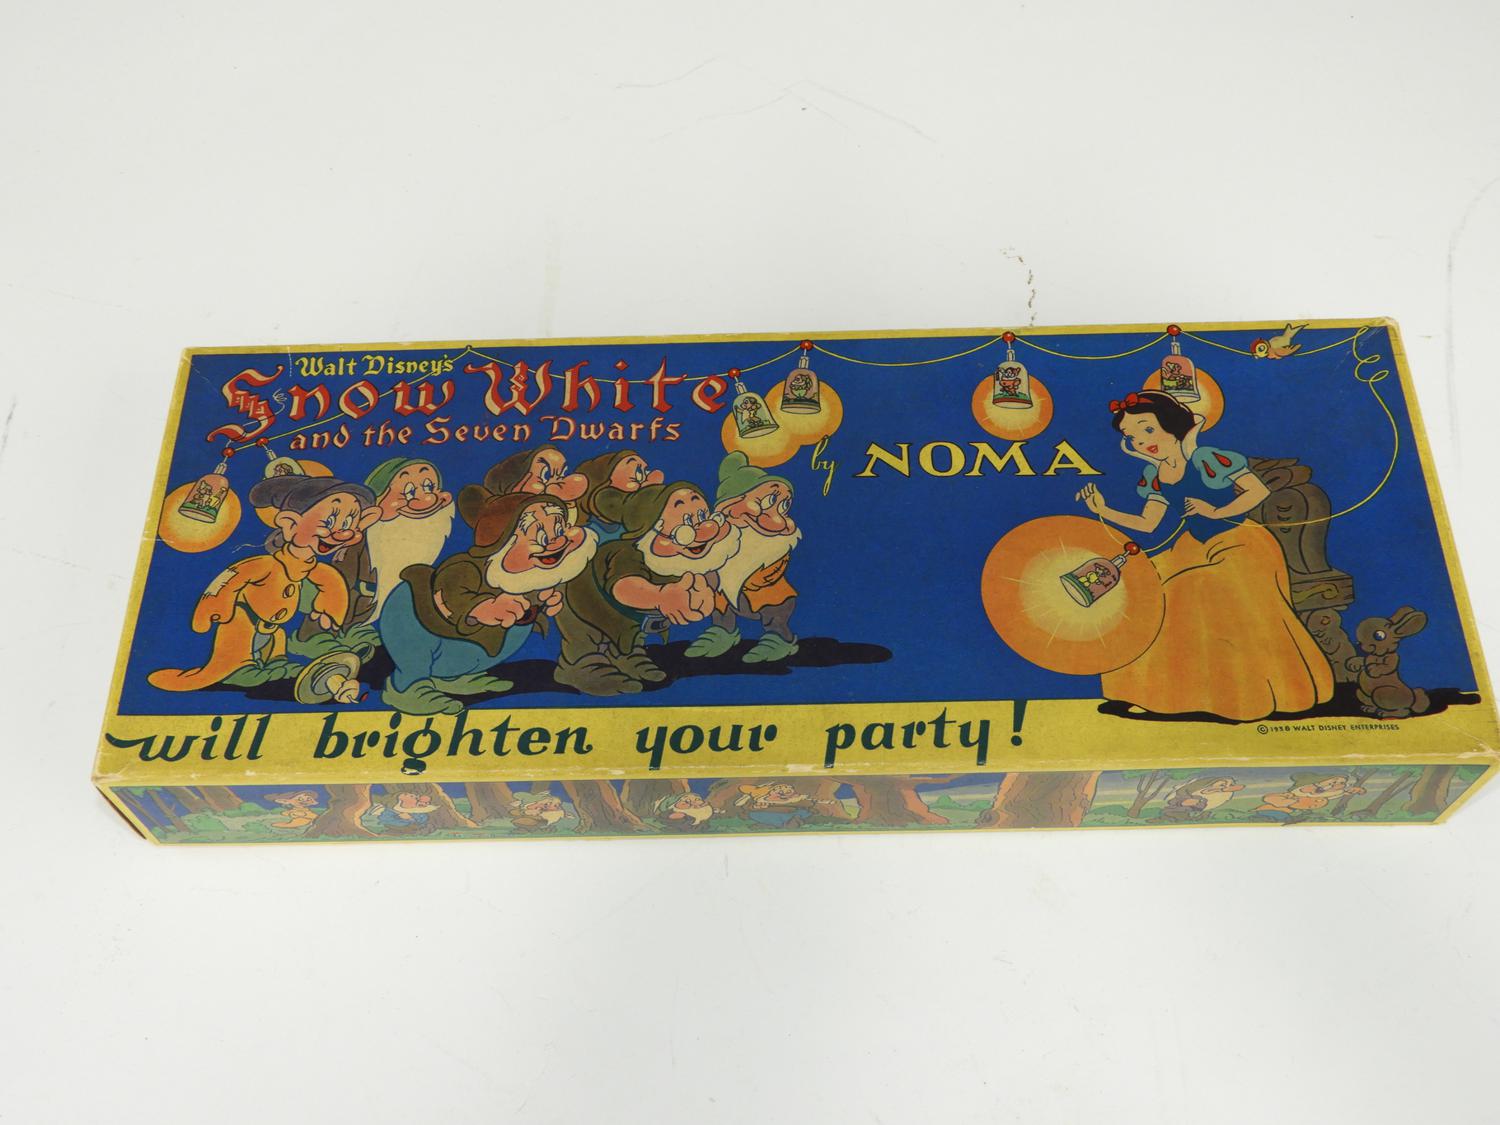 Walt Disney's
Snow White
and the Seven Dwarfs
by NOMA
will brighten your party!
© 1938 WALT DISNEY ENTERPRISES